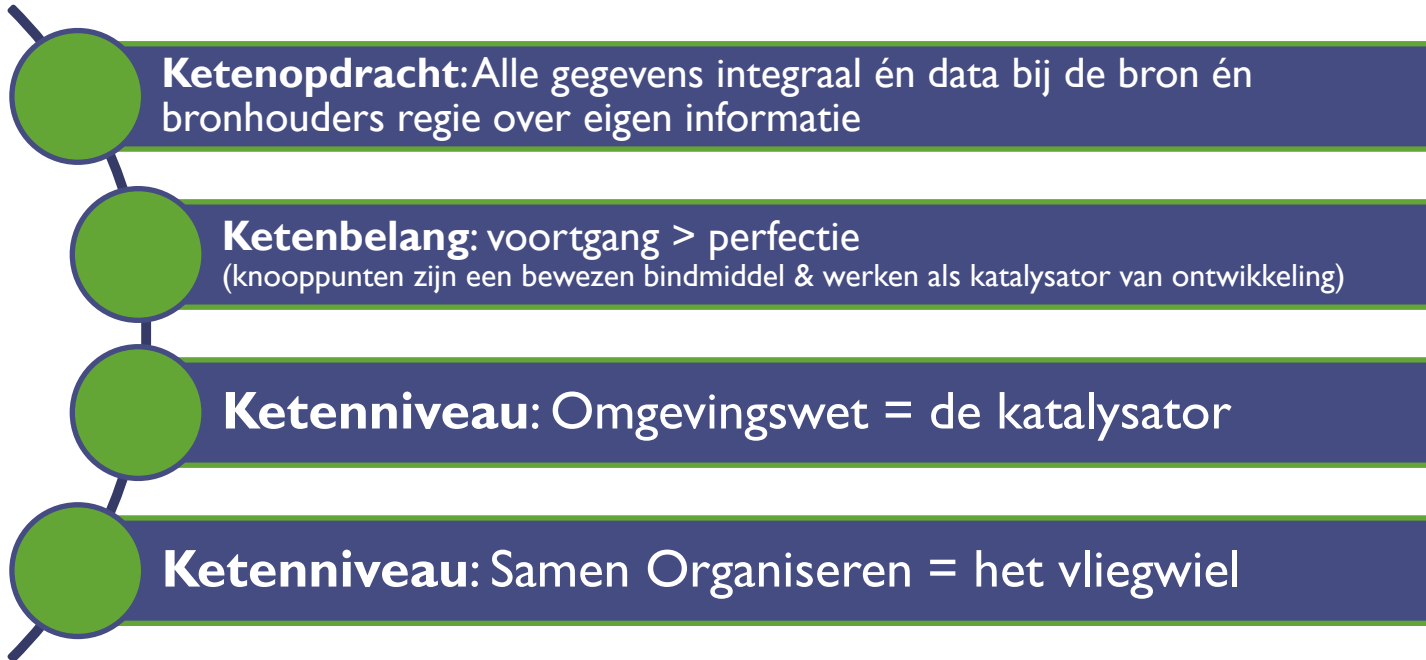 Ketenopdracht: Alle gegevens integraal én data bij de bron én
bronhouders regie over eigen informatie
Ketenbelang: voortgang > perfectie
(knooppunten zijn een bewezen bindmiddel & werken als katalysator van ontwikkeling)
Ketenniveau: Omgevingswet = de katalysator
Ketenniveau: Samen Organiseren = het vliegwiel